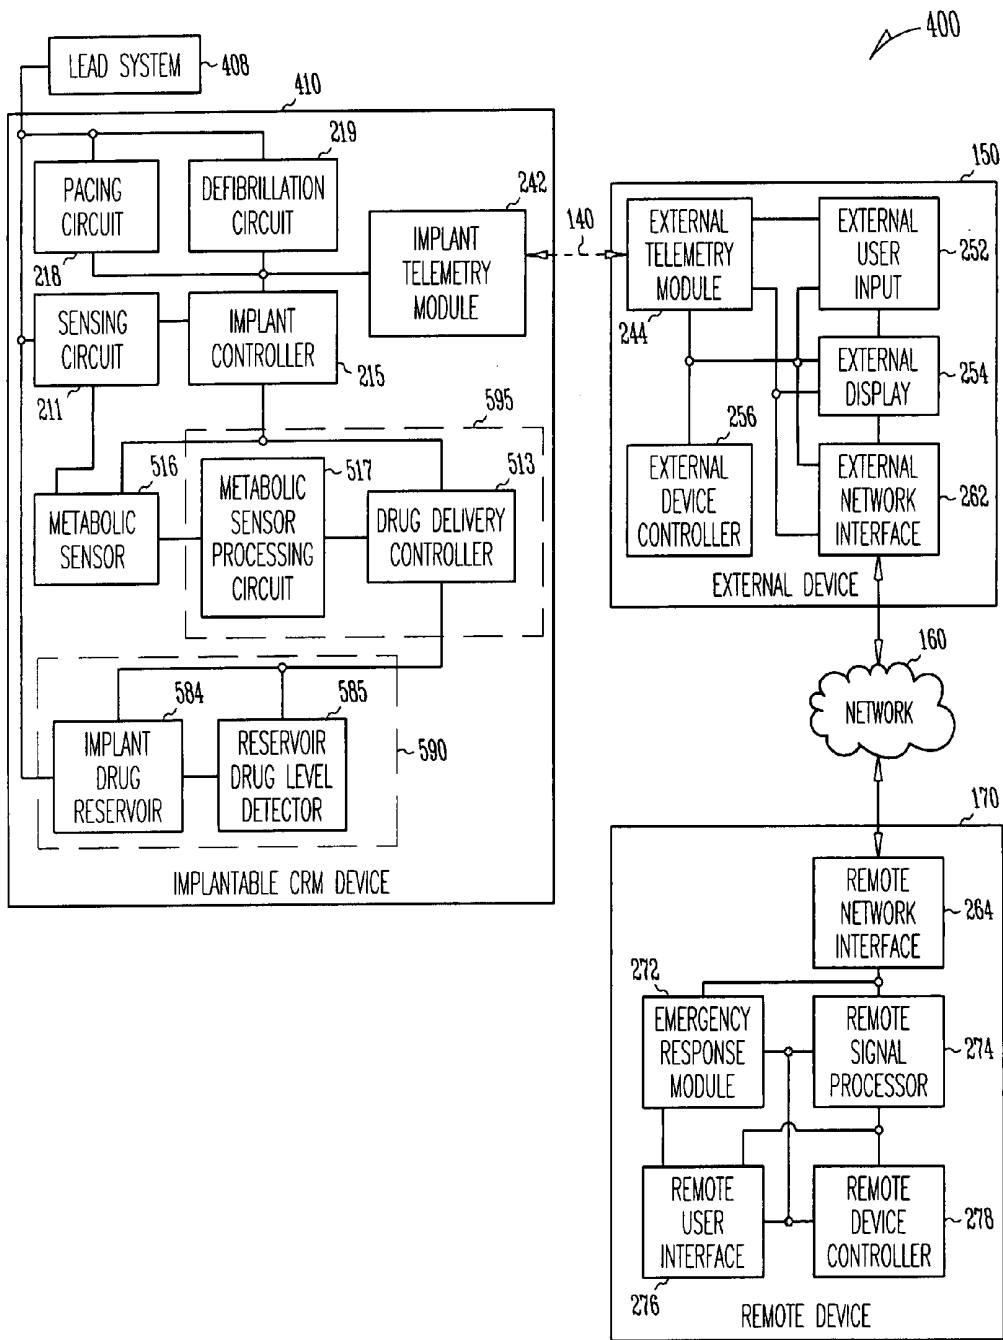 400
LEAD SYSTEM
408
410
219
PACING
CIRCUIT
218
DEFIBRILLATION
CIRCUIT
242
IMPLANT
TELEMETRY
MODULE
140
SENSING
CIRCUIT
211
IMPLANT
CONTROLLER
215
595
516
METABOLIC
SENSOR
517
METABOLIC
SENSOR
PROCESSING
CIRCUIT
513
DRUG DELIVERY
CONTROLLER
584
IMPLANT
DRUG
RESERVOIR
585
RESERVOIR
DRUG LEVEL
DETECTOR
590
IMPLANTABLE CRM DEVICE
150
EXTERNAL
TELEMETRY
MODULE
244
EXTERNAL
USER
INPUT
252
EXTERNAL
DISPLAY
254
256
EXTERNAL
DEVICE
CONTROLLER
EXTERNAL
NETWORK
INTERFACE
262
EXTERNAL DEVICE
160
NETWORK
170
REMOTE
NETWORK
INTERFACE
264
272
EMERGENCY
RESPONSE
MODULE
REMOTE
SIGNAL
PROCESSOR
274
REMOTE
USER
INTERFACE
276
REMOTE
DEVICE
CONTROLLER
278
REMOTE DEVICE